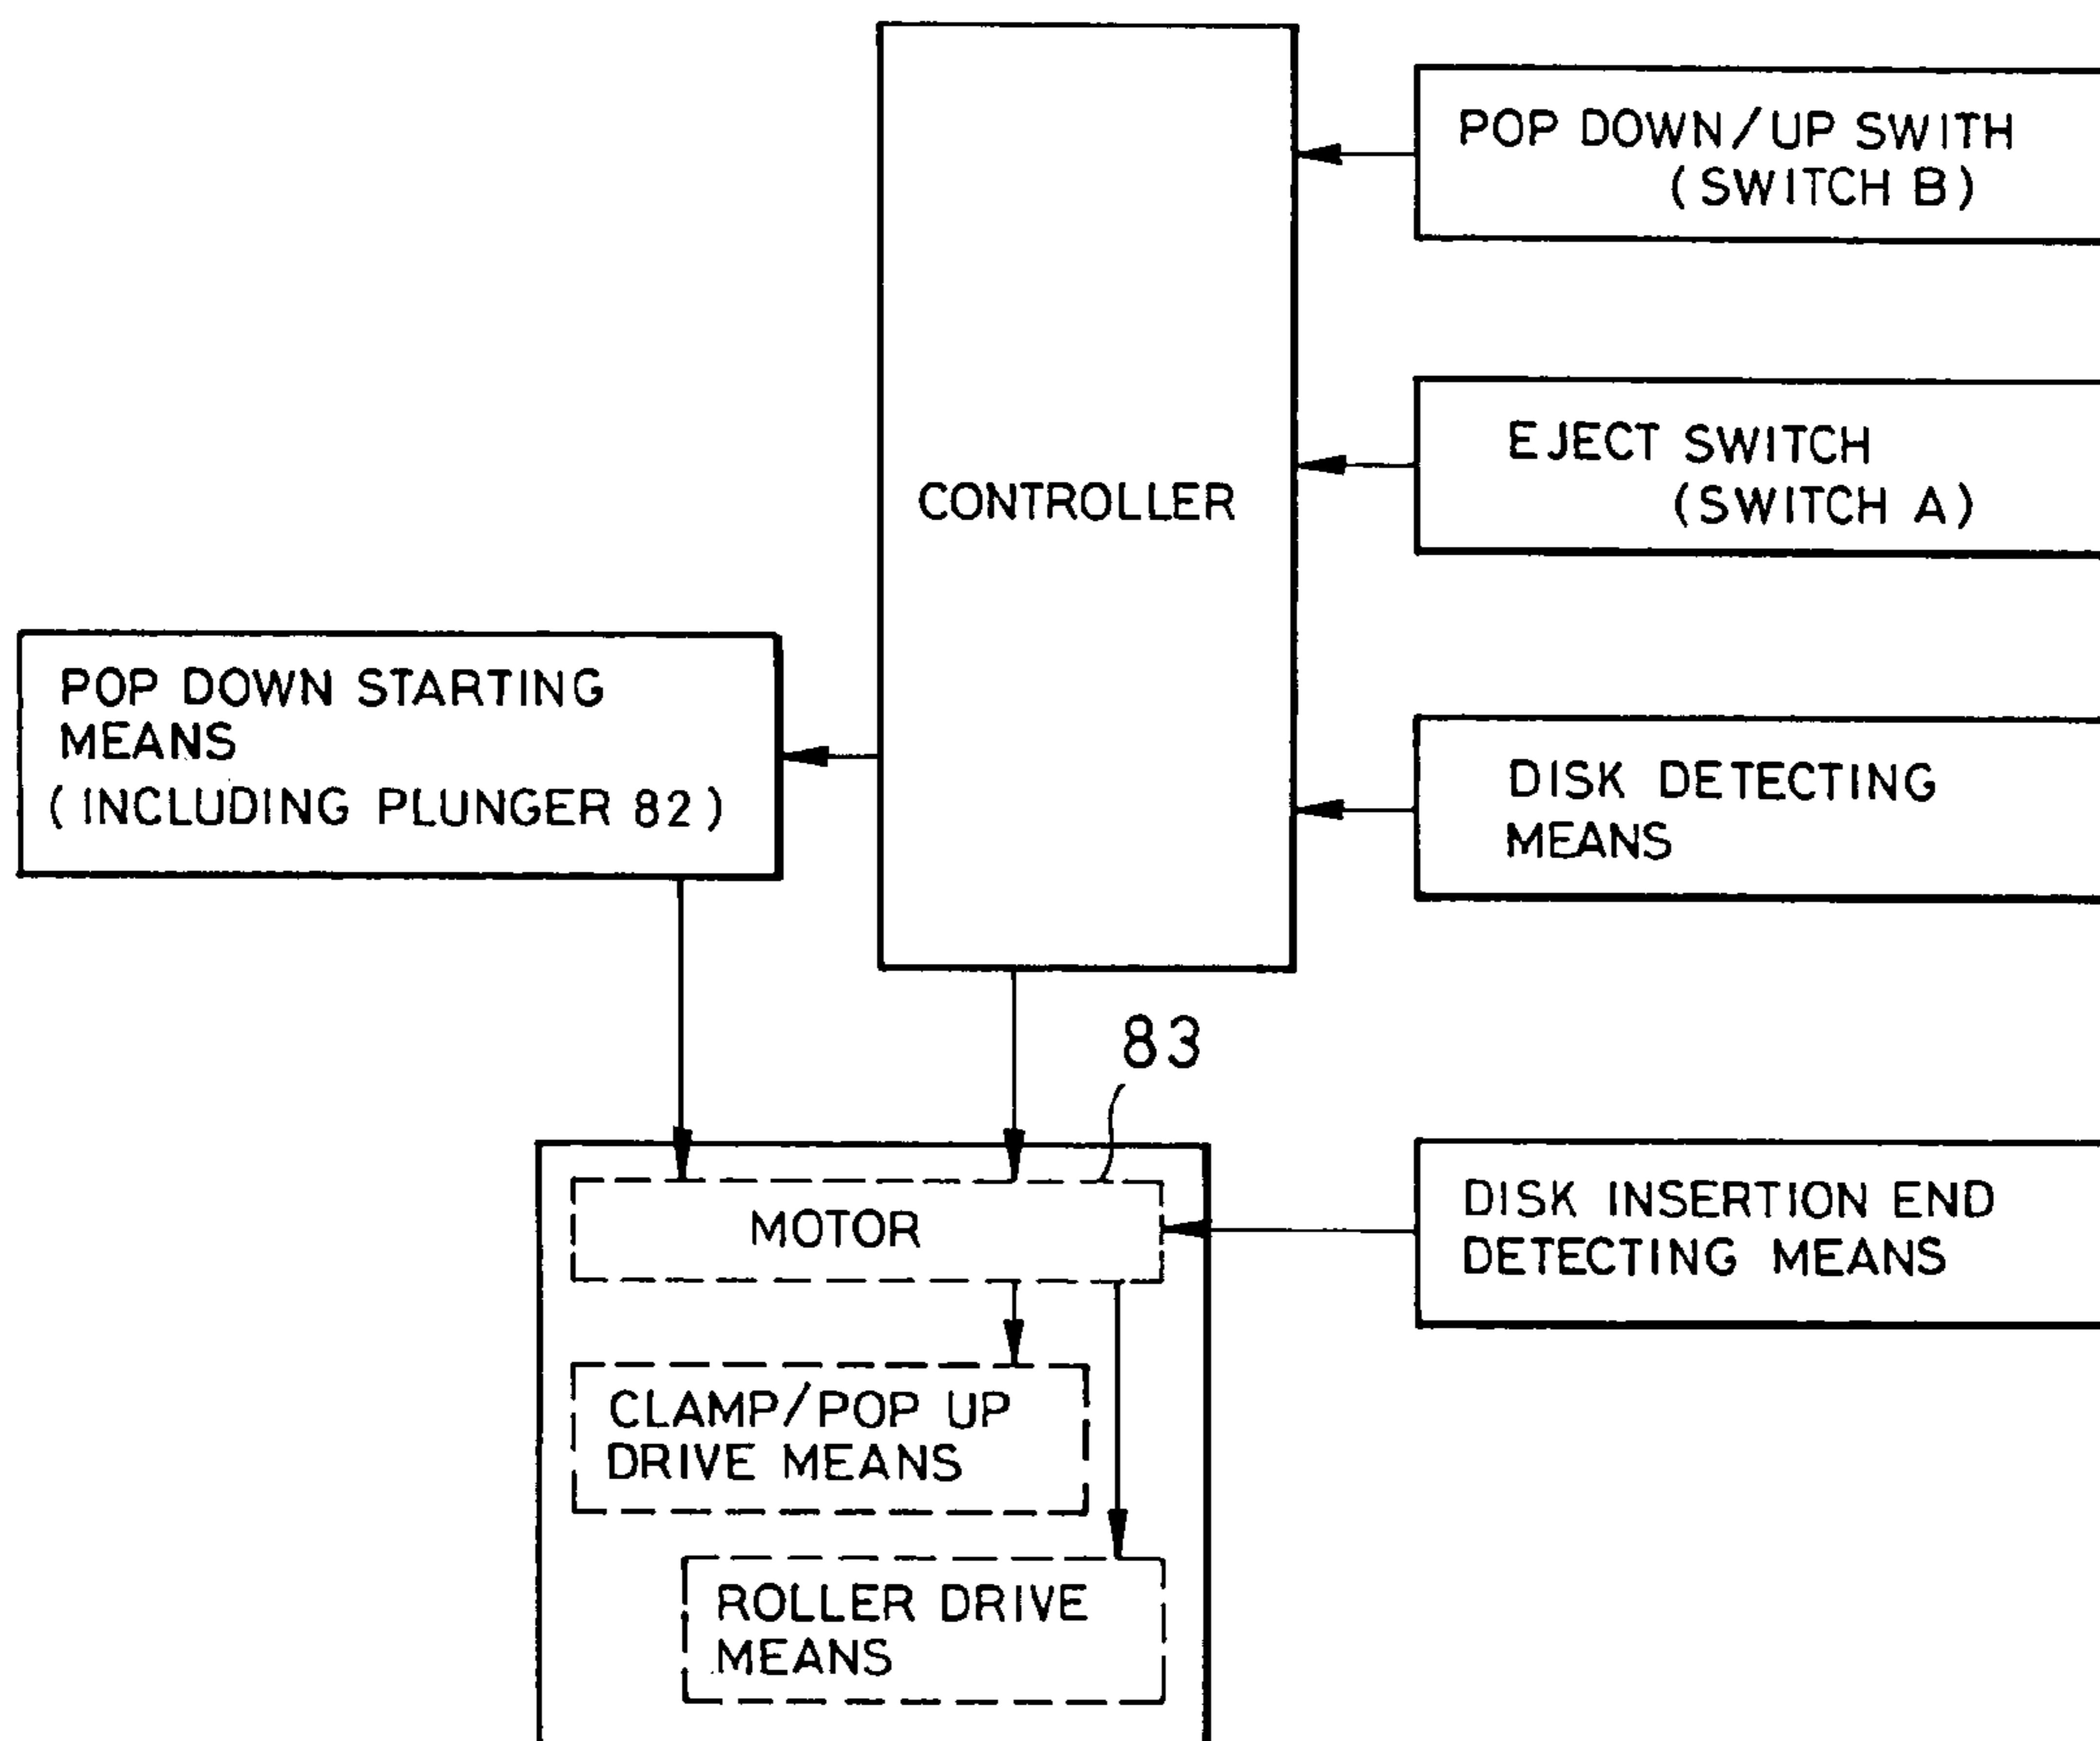 POP DOWN/UP SWITH
(SWITCH B)
EJECT SWITCH
(SWITCH A)
CONTROLLER
POP DOWN STARTING
MEANS
(INCLUDING PLUNGER 82)
DISK DETECTING
MEANS
83
MOTOR
DISK INSERTION END
DETECTING MEANS
CLAMP/POP UP
DRIVE MEANS
ROLLER DRIVE
MEANS